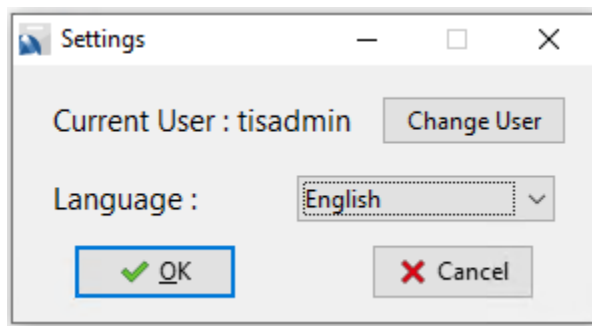 Settings
Current User : tisadmin Change User
Language : English
OK Cancel